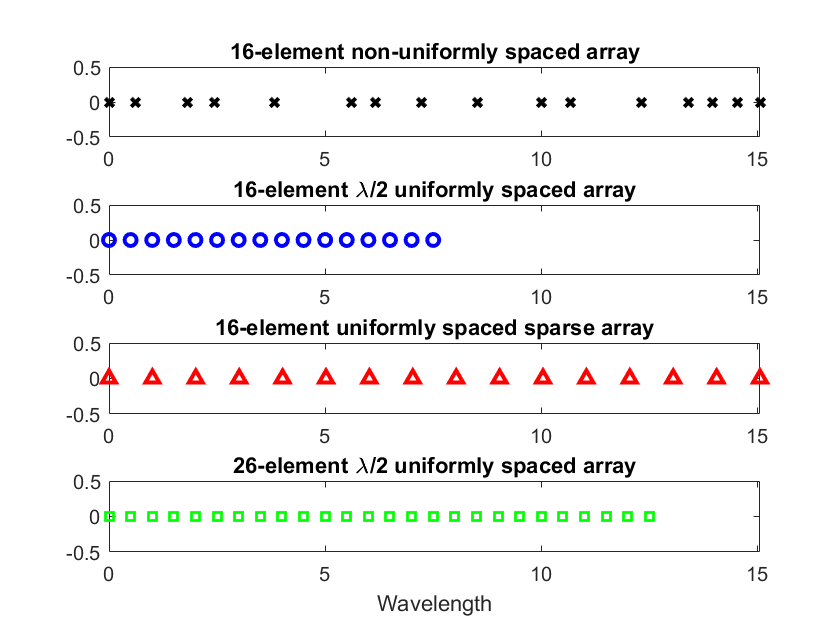 16-element non-uniformly spaced array
0.5
0
-0.5
0 5 10 15
16-element λ/2 uniformly spaced array
0.5
0
-0.5
0 5 10 15
16-element uniformly spaced sparse array
0.5
0
-0.5
0 5 10 15
26-element λ/2 uniformly spaced array
0.5
0
-0.5
0 5 10 15
Wavelength